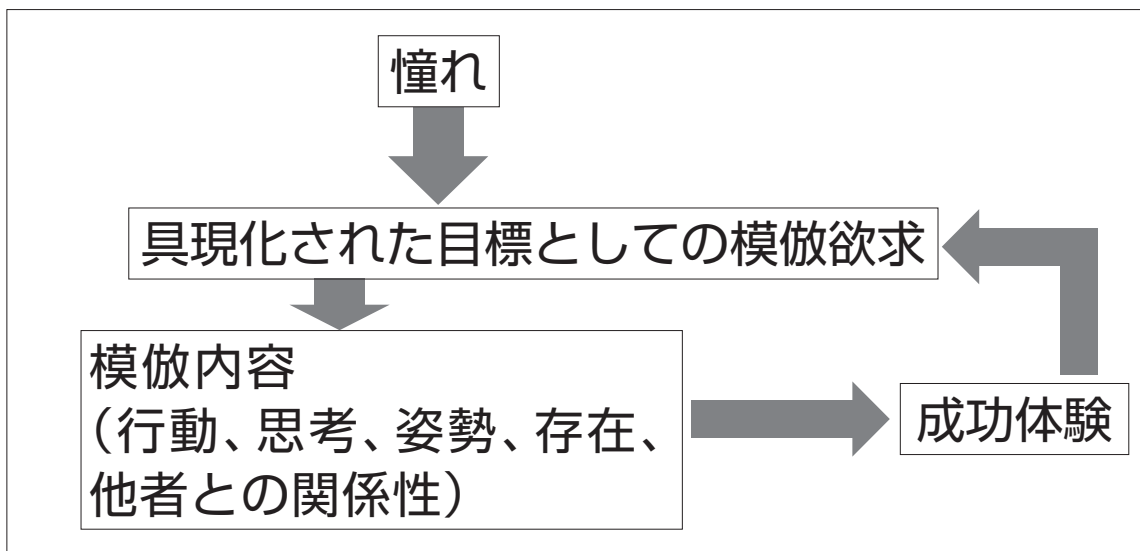 憧れ
具現化された目標としての模倣欲求
模倣内容
（行動、思考、姿勢、存在、
他者との関係性）
成功体験